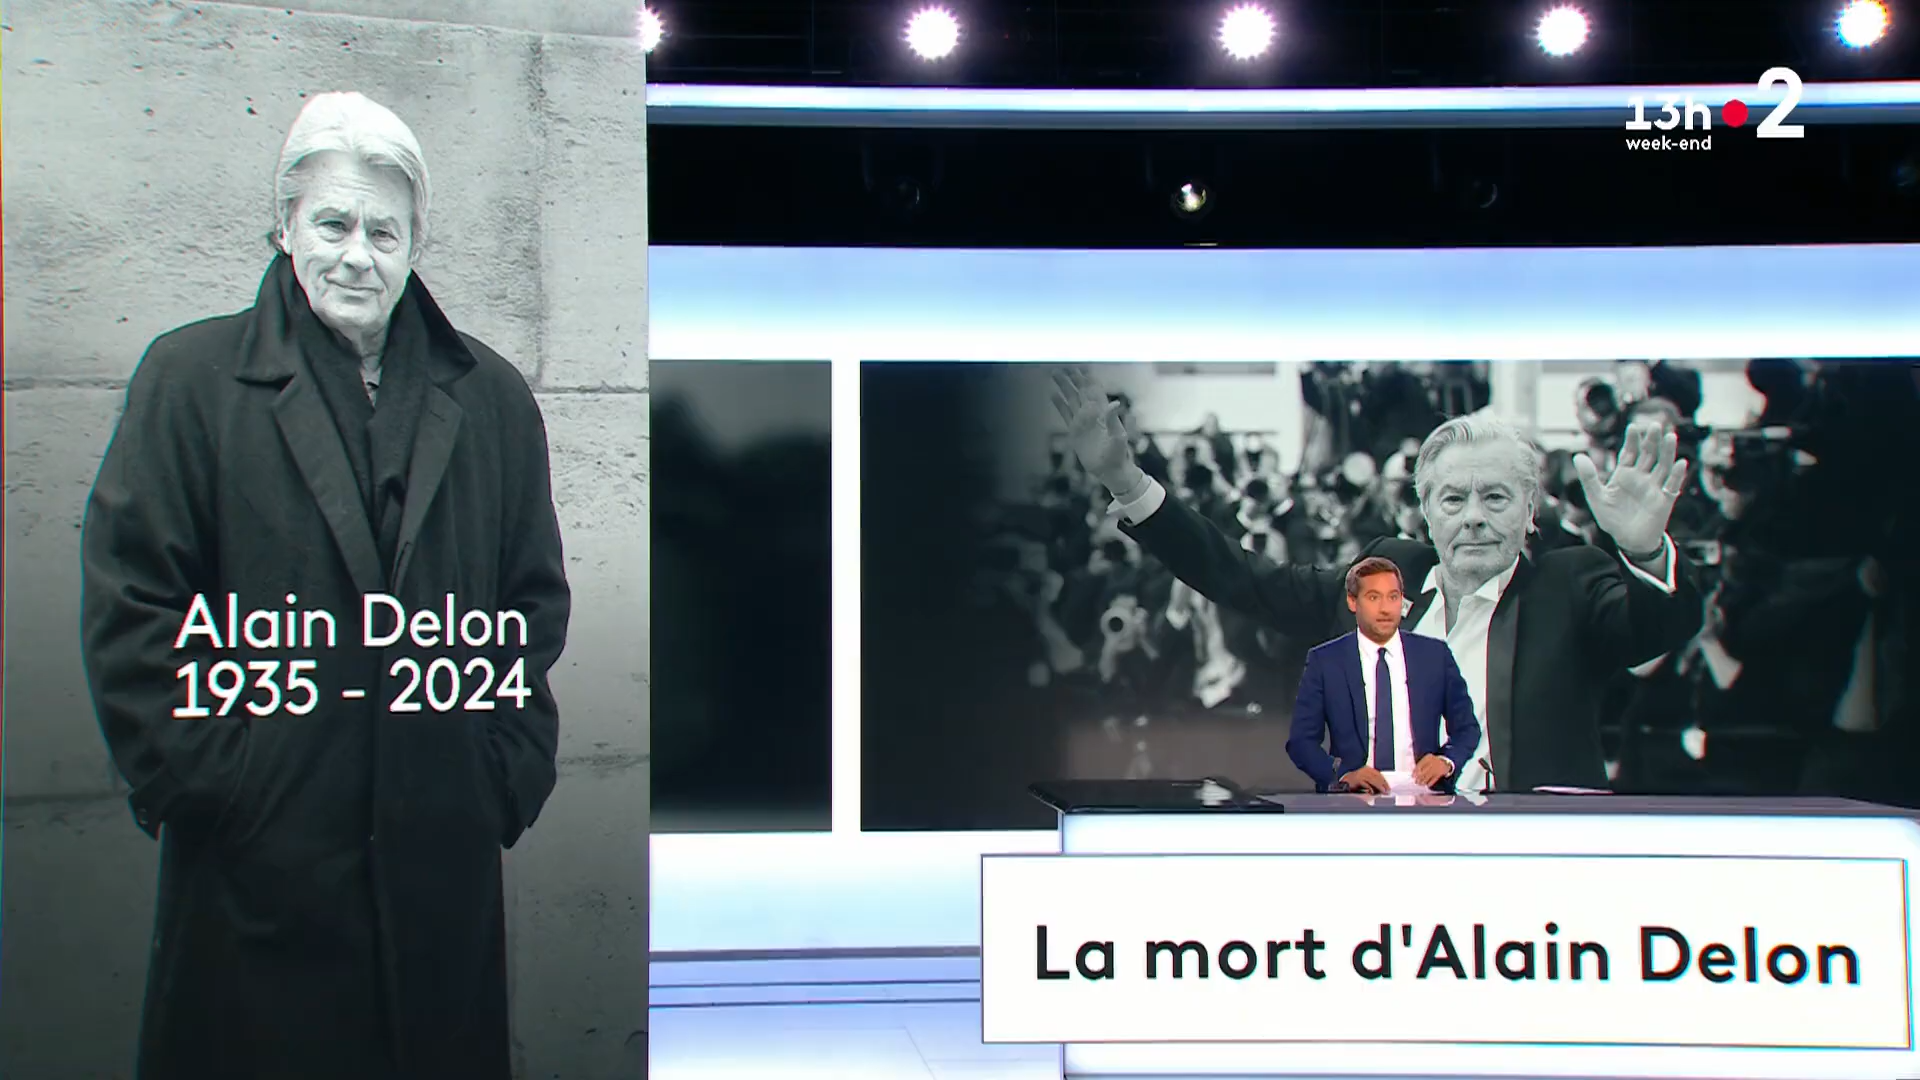 13h 2
week-end
Alain Delon
1935 - 2024
La mort d'Alain Delon